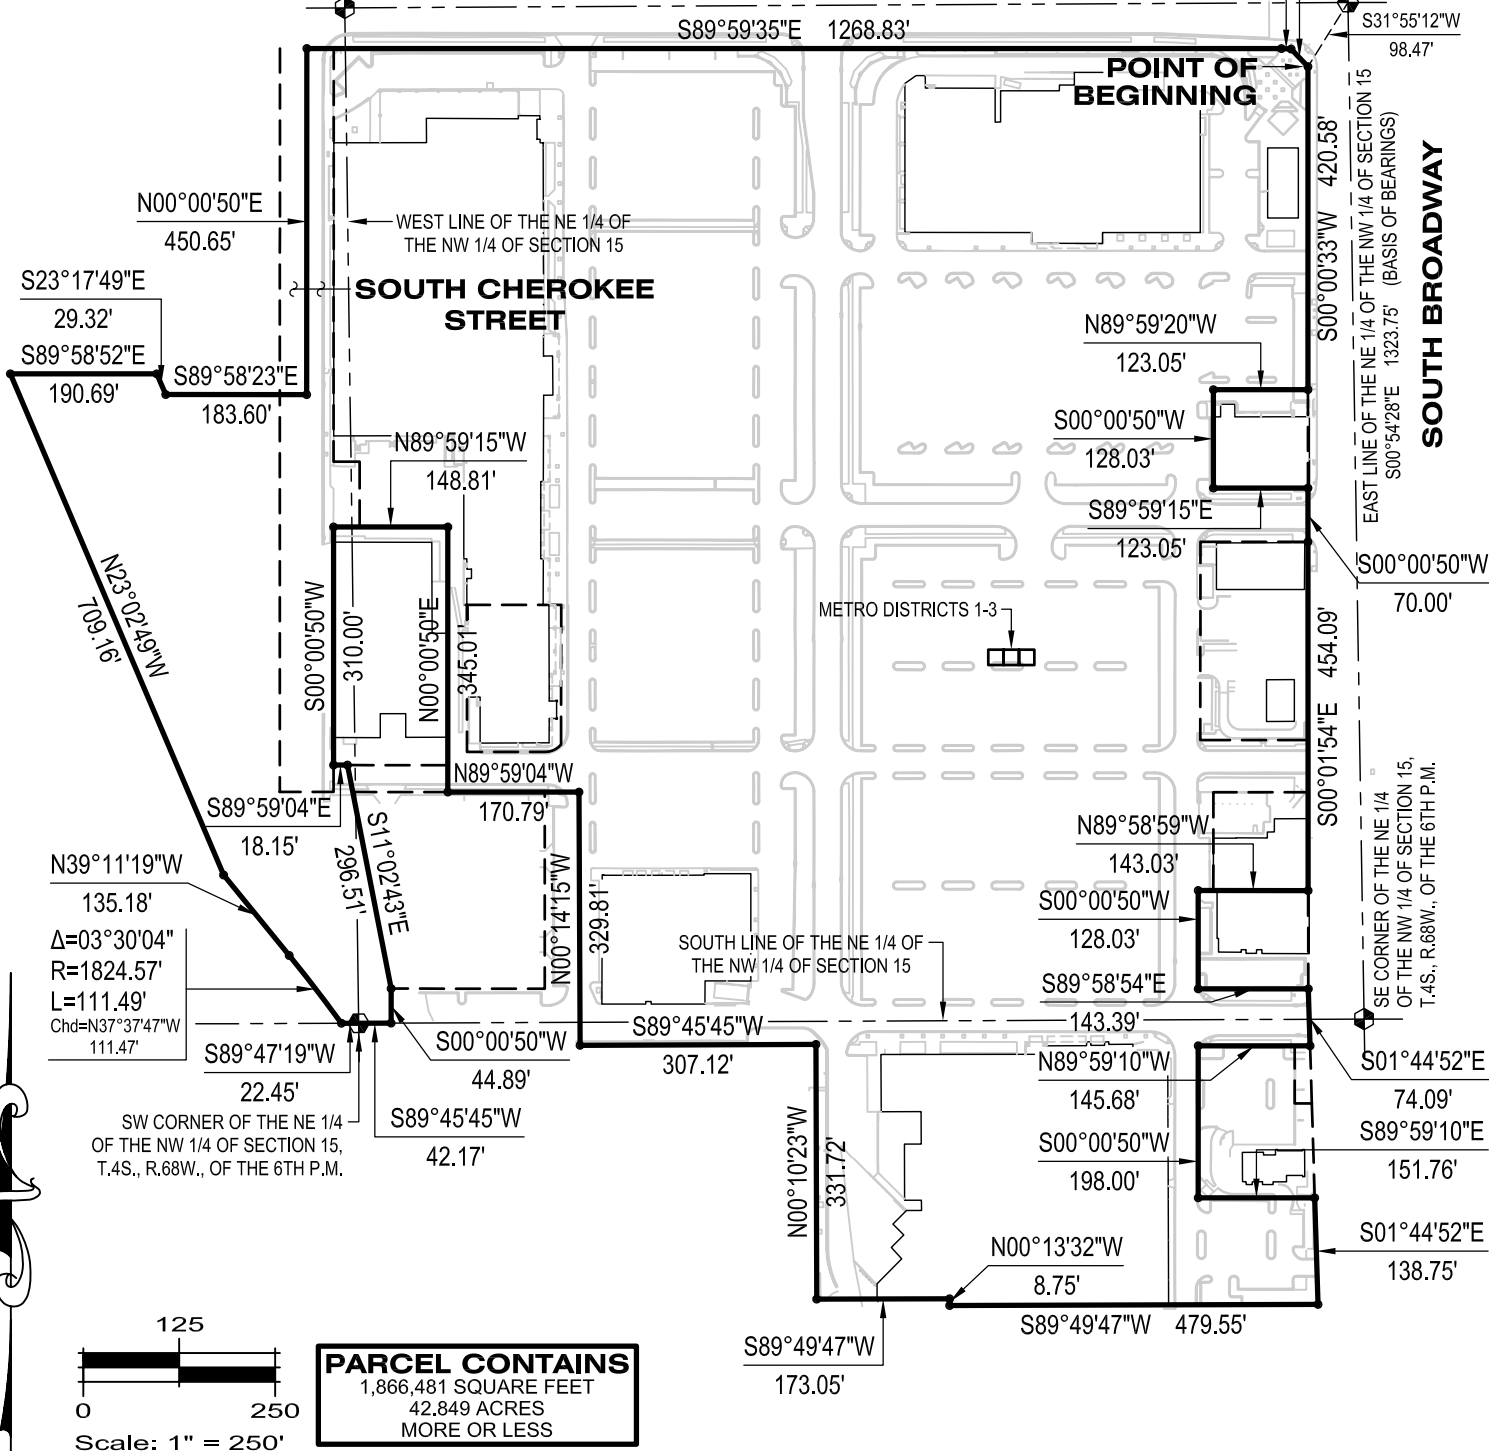 S89°59'35"E 1268.83'
S31°55'12"W
98.47'
POINT OF
BEGINNING
N00°00'50"E
450.65'
WEST LINE OF THE NE 1/4 OF
THE NW 1/4 OF SECTION 15
SOUTH CHEROKEE
STREET
S23°17'49"E
29.32'
S89°58'52"E
190.69'
S89°58'23"E
183.60'
S00°00'33"W 420.58'
EAST LINE OF THE NE 1/4 OF THE NW 1/4 OF SECTION 15
S00°54'28"E 1323.75' (BASIS OF BEARINGS)
SOUTH BROADWAY
N89°59'20"W
123.05'
S00°00'50"W
128.03'
N89°59'15"W
148.81'
S89°59'15"E
123.05'
S00°00'50"W
70.00'
N23°02'49"W
709.16'
S00°00'50"W
310.00'
N00°00'50"E
345.01'
METRO DISTRICTS 1-3
S00°01'54"E 454.09'
N89°59'04"W
170.79'
S89°59'04"E
18.15'
S11°02'43"E
296.51'
N89°58'59"W
143.03'
N39°11'19"W
135.18'
Δ=03°30'04"
R=1824.57'
L=111.49'
Chd=N37°37'47"W
111.47'
N00°14'15"W
329.81'
SOUTH LINE OF THE NE 1/4 OF
THE NW 1/4 OF SECTION 15
S00°00'50"W
128.03'
S89°58'54"E
143.39'
SE CORNER OF THE NE 1/4
OF THE NW 1/4 OF SECTION 15,
T.4S., R.68W., OF THE 6TH P.M.
S89°47'19"W
22.45'
S00°00'50"W
44.89'
S89°45'45"W
307.12'
N89°59'10"W
145.68'
S01°44'52"E
74.09'
SW CORNER OF THE NE 1/4
OF THE NW 1/4 OF SECTION 15,
T.4S., R.68W., OF THE 6TH P.M.
S89°45'45"W
42.17'
N00°10'23"W
331.72'
S00°00'50"W
198.00'
S89°59'10"E
151.76'
N00°13'32"W
8.75'
S01°44'52"E
138.75'
S89°49'47"W 479.55'
S89°49'47"W
173.05'
125
0 250
Scale: 1" = 250'
PARCEL CONTAINS
1,866,481 SQUARE FEET
42.849 ACRES
MORE OR LESS